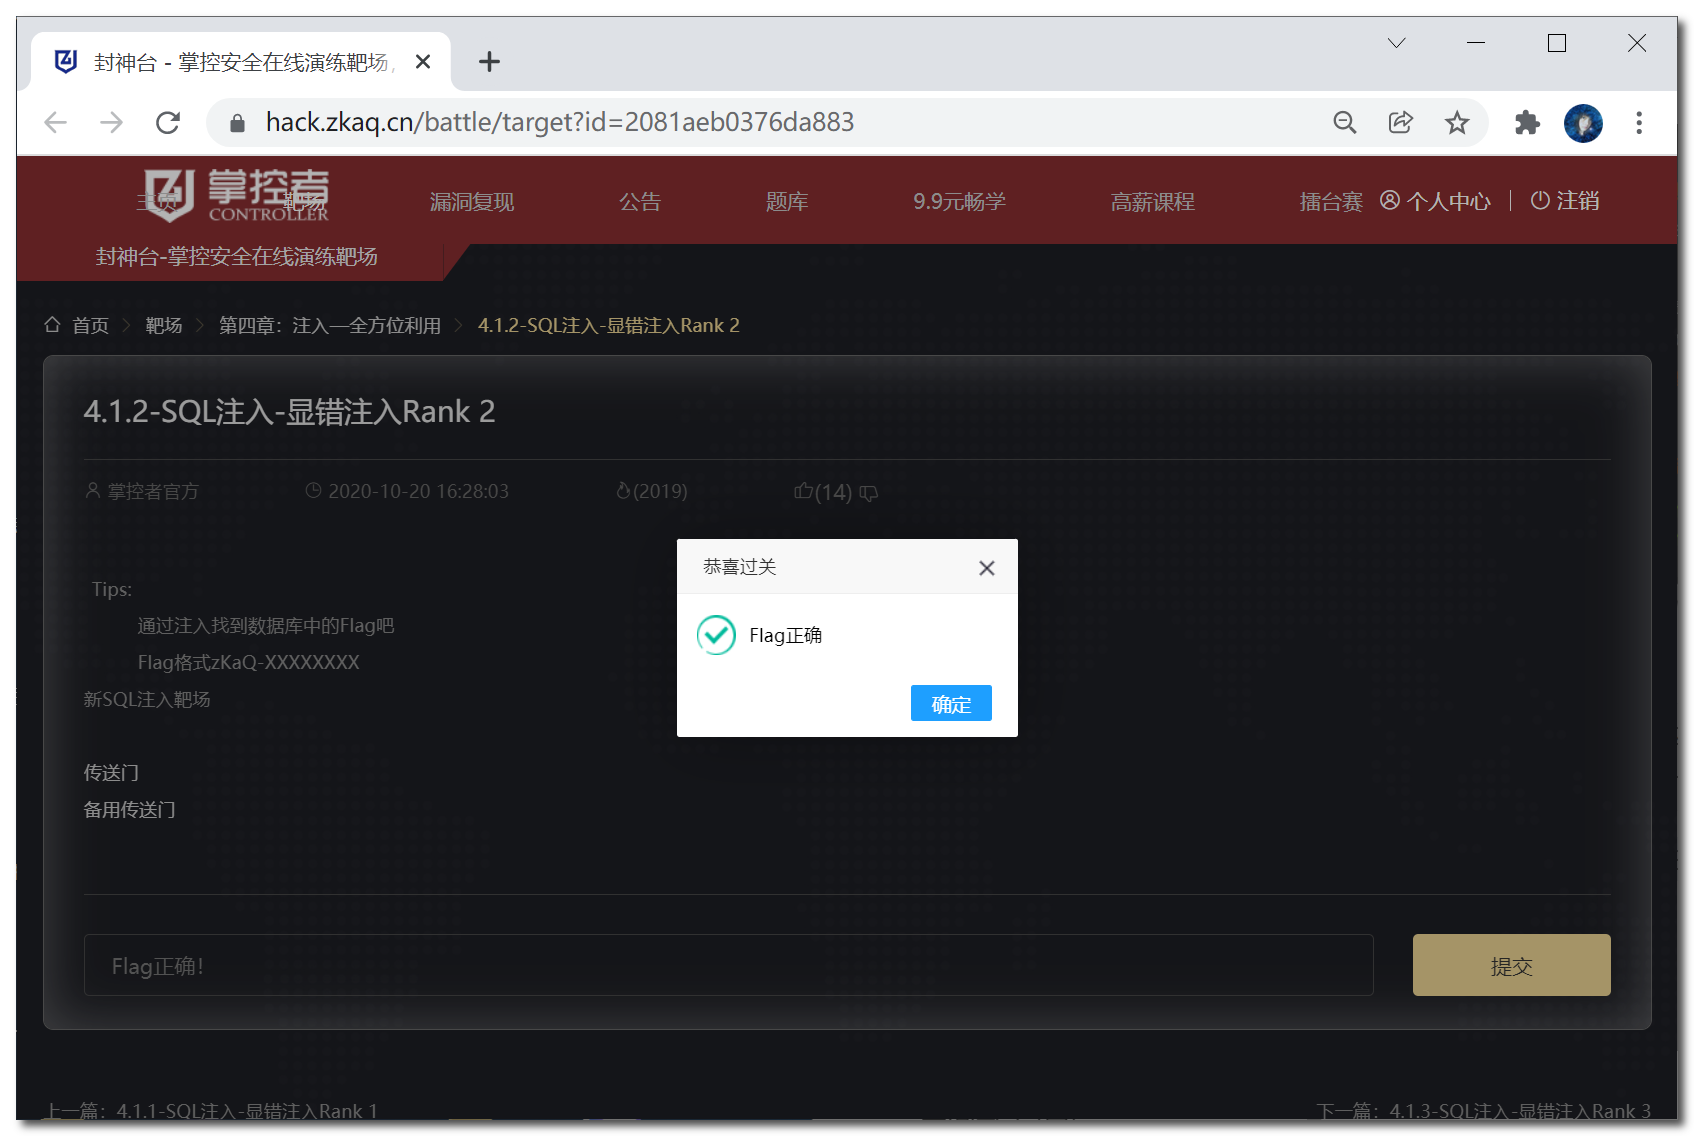 封神台 - 掌控安全在线演练靶场,
hack.zkaq.cn/battle/target?id=2081aeb0376da883
掌控者
CONTROLLER
主页 靶场 漏洞复现 公告 题库 9.9元畅学 高薪课程 擂台赛 个人中心 注销
封神台-掌控安全在线演练靶场
首页 靶场 第四章：注入—全方位利用 4.1.2-SQL注入-显错注入Rank 2
4.1.2-SQL注入-显错注入Rank 2
掌控者官方 2020-10-20 16:28:03 (2019) (14)
恭喜过关
Flag正确
确定
Tips:
通过注入找到数据库中的Flag吧
Flag格式zKaQ-XXXXXXXX
新SQL注入靶场
传送门
备用传送门
Flag正确！
提交
上一篇：4.1.1-SQL注入-显错注入Rank 1
下一篇：4.1.3-SQL注入-显错注入Rank 3